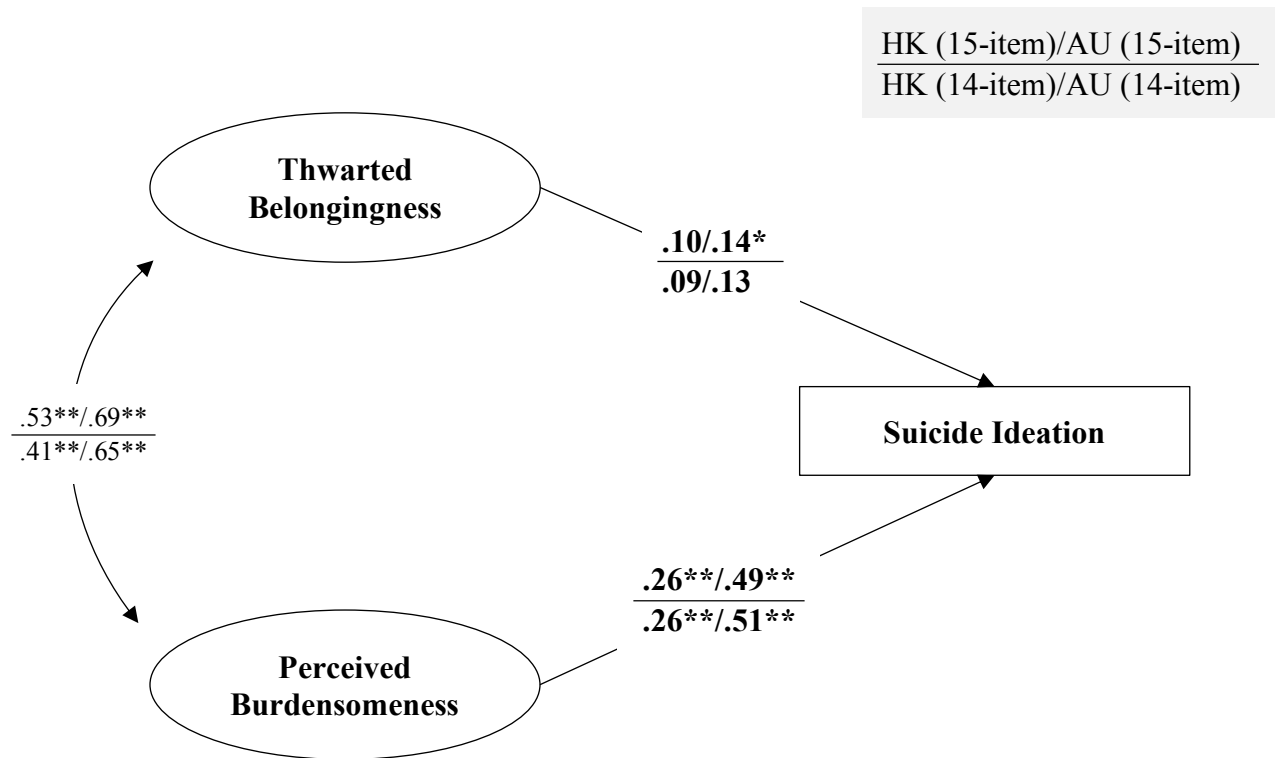 HK (15-item)/AU (15-item)
HK (14-item)/AU (14-item)
Thwarted
Belongingness
.10/.14*
.09/.13
.53**/.69**
.41**/.65**
Suicide Ideation
.26**/.49**
.26**/.51**
Perceived
Burdensomeness